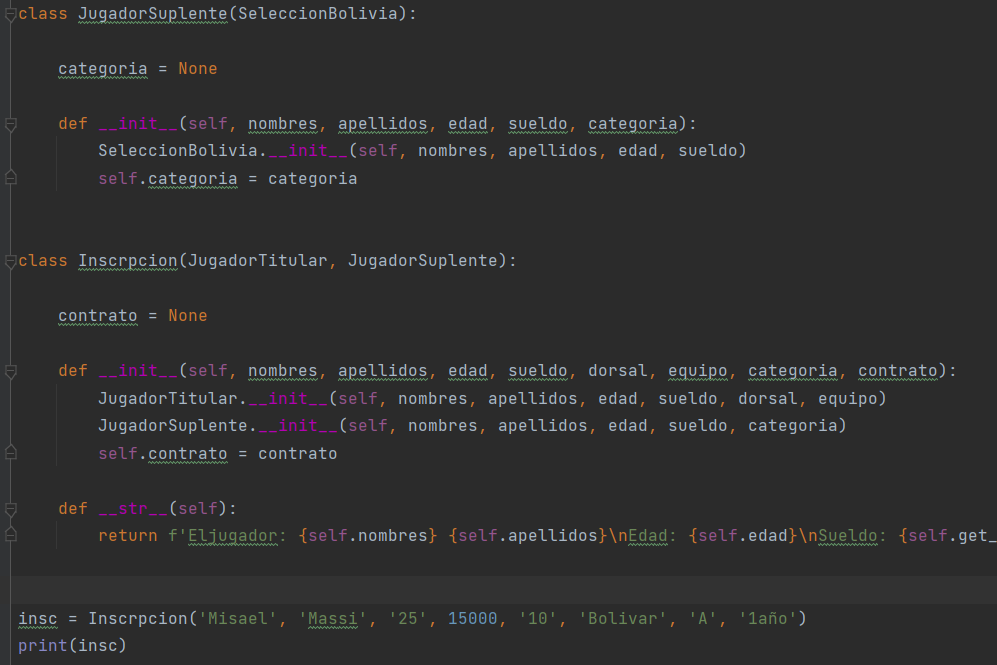 class JugadorSuplente(SeleccionBolivia):
categoria = None
def __init__(self, nombres, apellidos, edad, sueldo, categoria):
SeleccionBolivia.__init__(self, nombres, apellidos, edad, sueldo)
self.categoria = categoria
class Inscrpcion(JugadorTitular, JugadorSuplente):
contrato = None
def __init__(self, nombres, apellidos, edad, sueldo, dorsal, equipo, categoria, contrato):
JugadorTitular.__init__(self, nombres, apellidos, edad, sueldo, dorsal, equipo)
JugadorSuplente.__init__(self, nombres, apellidos, edad, sueldo, categoria)
self.contrato = contrato
def __str__(self):
return f'Eljugador: {self.nombres} {self.apellidos}\nEdad: {self.edad}\nSueldo: {self.get_
insc = Inscrpcion('Misael', 'Massi', '25', 15000, '10', 'Bolivar', 'A', '1año')
print(insc)